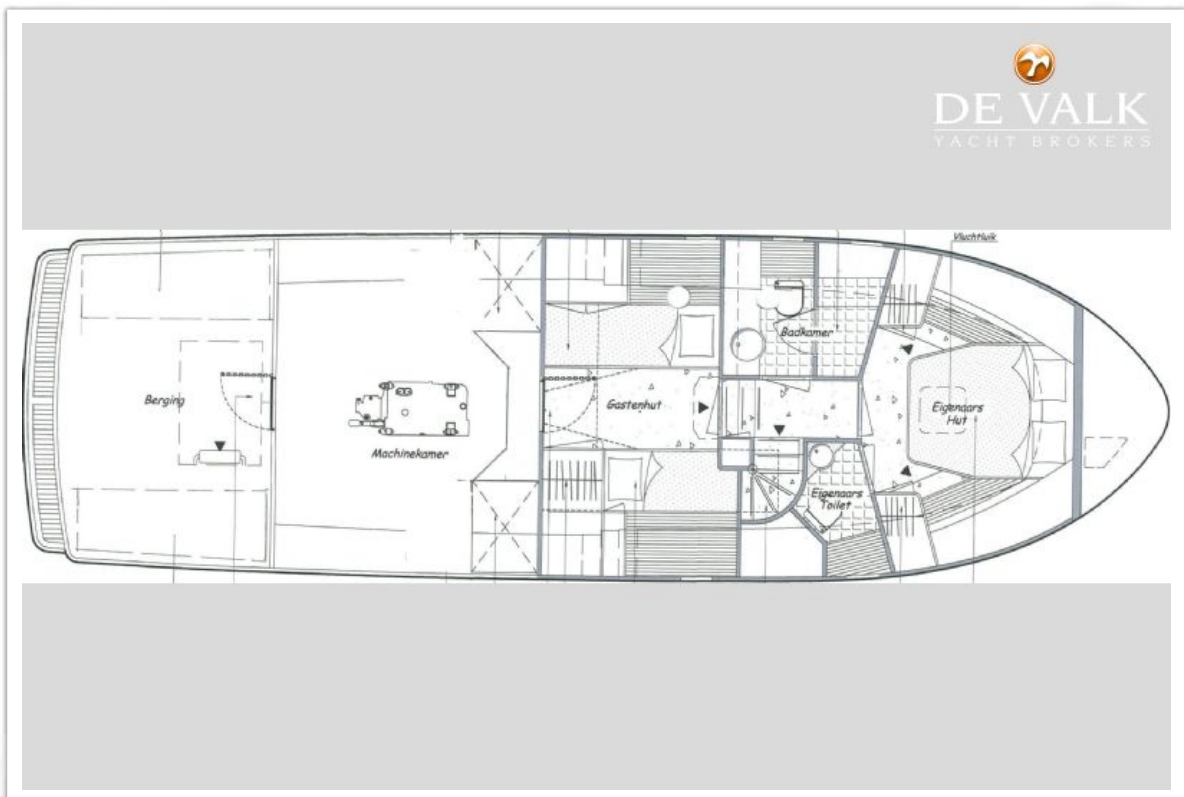 DE VALK
YACHT BROKERS
Vluchtluik
Badkamer
Berging
Gastenhut
Eigenaars
Hut
Machinekamer
Eigenaars
Toilet